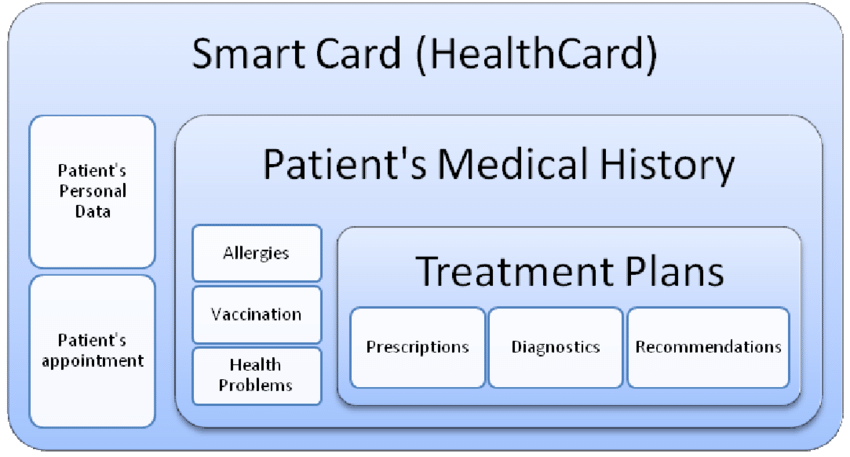 Smart Card (HealthCard)
Patient's
Personal
Data
Patient's
appointment
Patient's Medical History
Allergies
Vaccination
Health
Problems
Treatment Plans
Prescriptions
Diagnostics
Recommendations